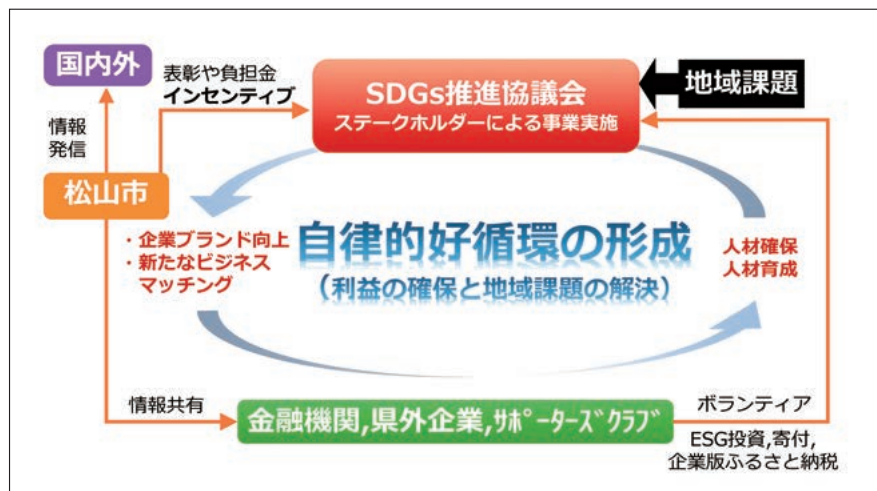 国内外
表彰や負担金
インセンティブ
SDGs推進協議会
ステークホルダーによる事業実施
地域課題
情報
発信
松山市
・企業ブランド向上
・新たなビジネス
マッチング
自律的好循環の形成
（利益の確保と地域課題の解決）
人材確保
人材育成
情報共有
金融機関,県外企業,ｻﾎﾟｰﾀｰｽﾞｸﾗﾌﾞ
ボランティア
ESG投資,寄付,
企業版ふるさと納税